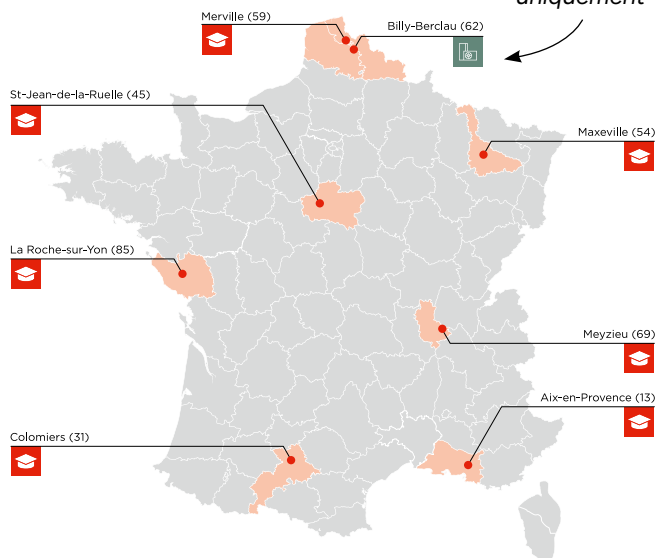 uniquement
Merville (59)
Billy-Berclau (62)
St-Jean-de-la-Ruelle (45)
Maxeville (54)
La Roche-sur-Yon (85)
Meyzieu (69)
Aix-en-Provence (13)
Colomiers (31)